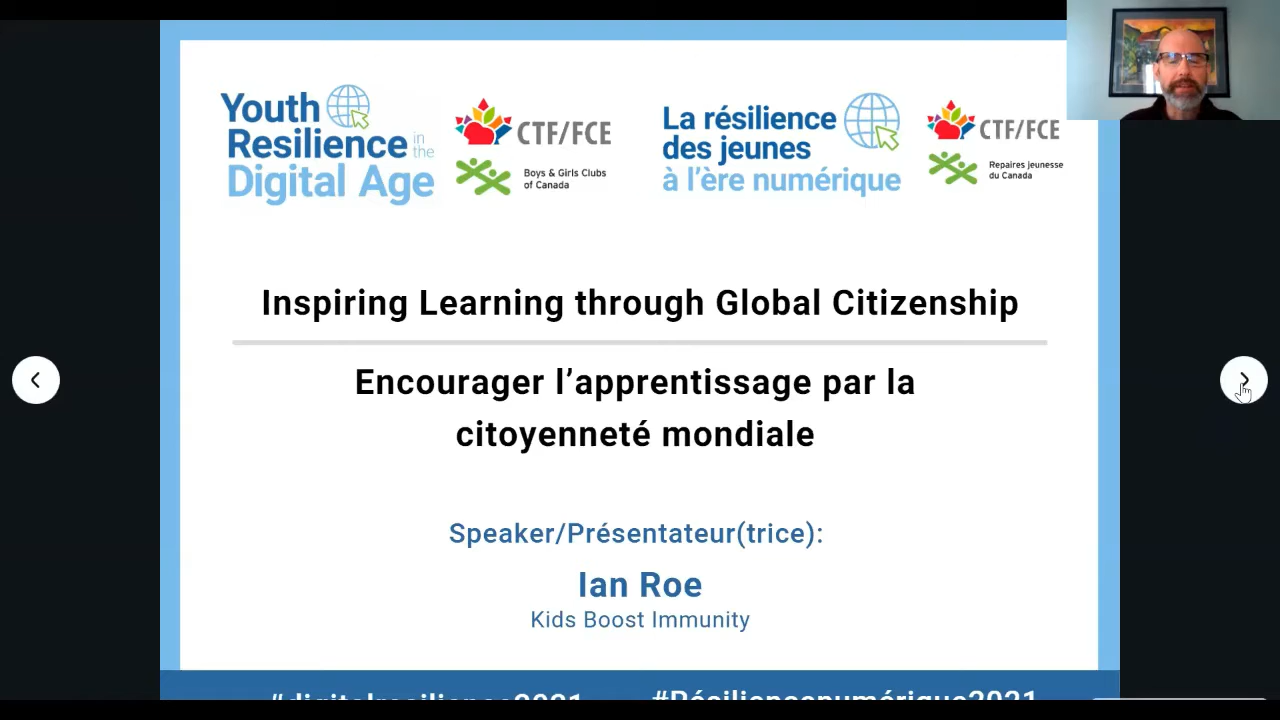 Youth
Resilience in the
Digital Age
CTF/FCE
Boys & Girls Clubs
of Canada
La résilience
des jeunes
à l'ère numérique
CTF/FCE
Repaires jeunesse
du Canada
Inspiring Learning through Global Citizenship
Encourager l’apprentissage par la
citoyenneté mondiale
Speaker/Présentateur(trice):
Ian Roe
Kids Boost Immunity
#digitalresilience2021
#Résiliencenumérique2021